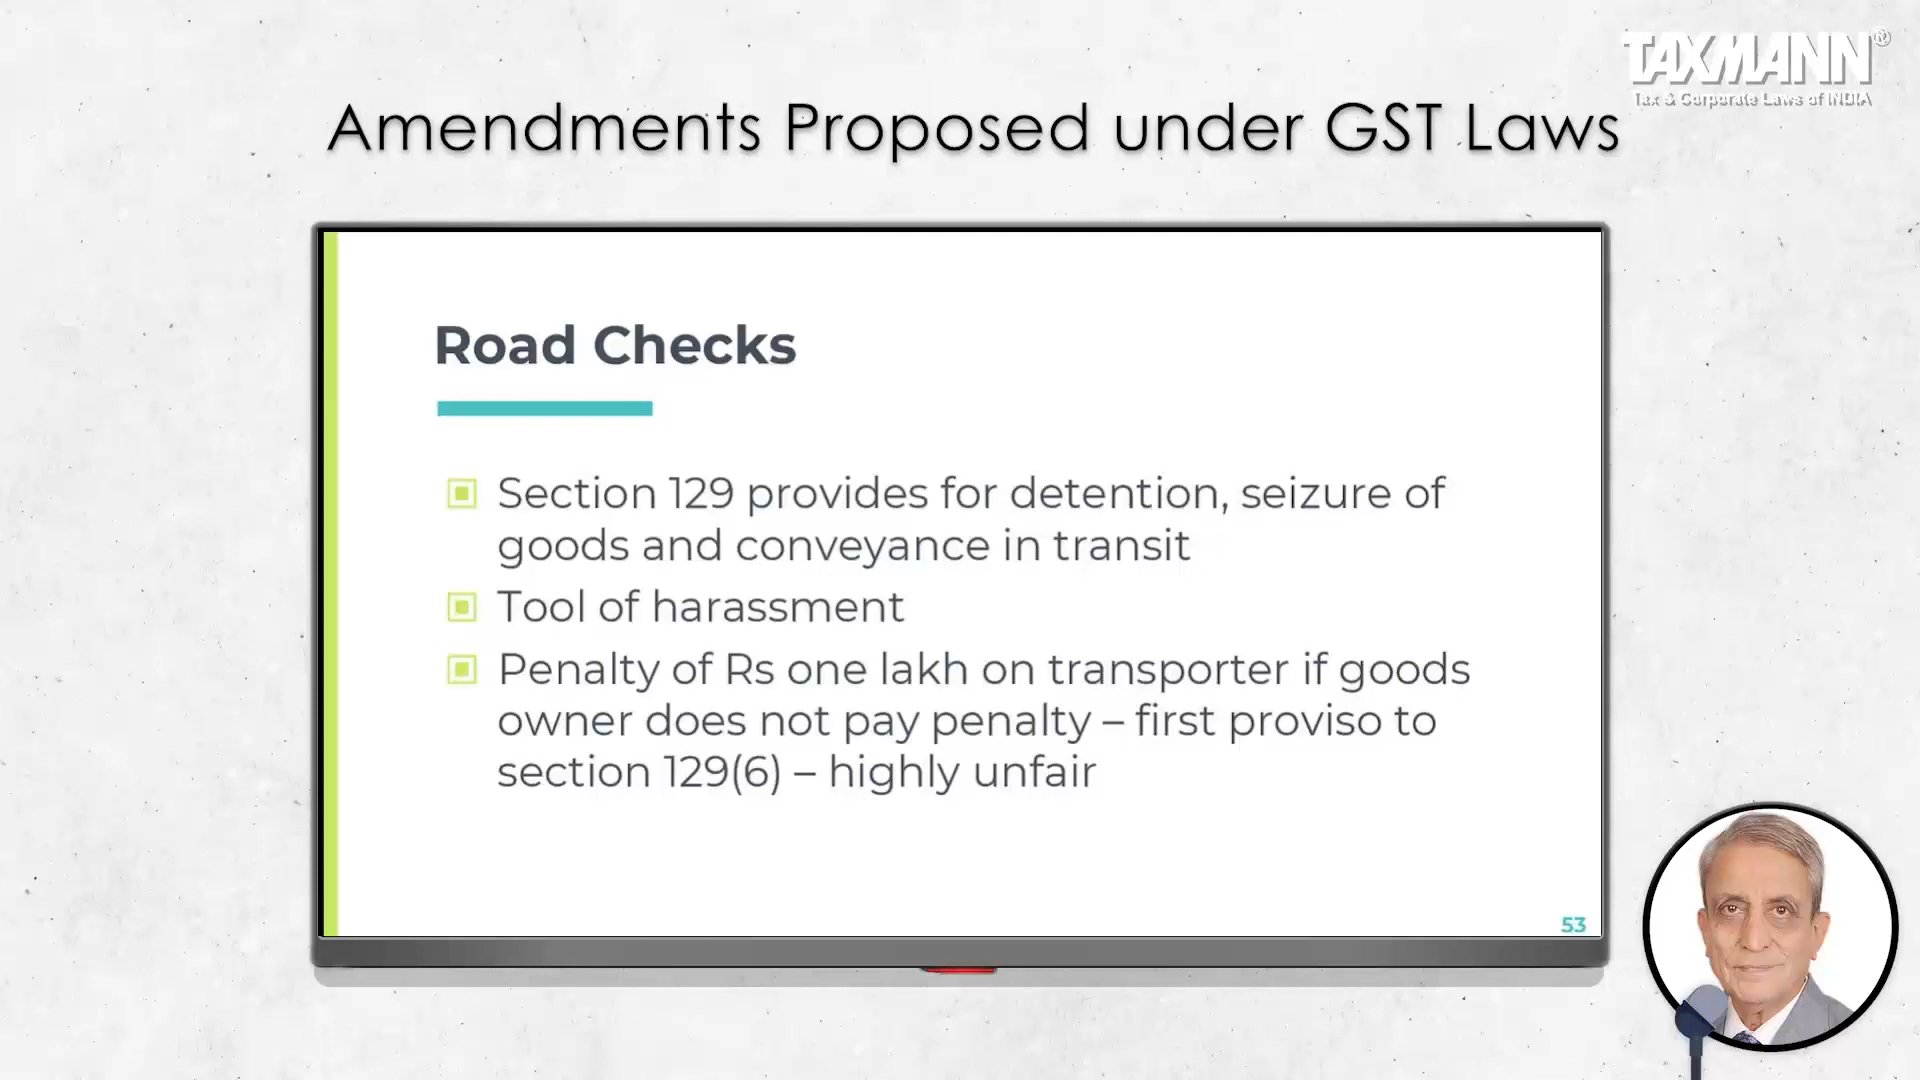 TAXMANN®
Tax & Corporate Laws of INDIA
Amendments Proposed under GST Laws
Road Checks
Section 129 provides for detention, seizure of
goods and conveyance in transit
Tool of harassment
Penalty of Rs one lakh on transporter if goods
owner does not pay penalty – first proviso to
section 129(6) – highly unfair
53